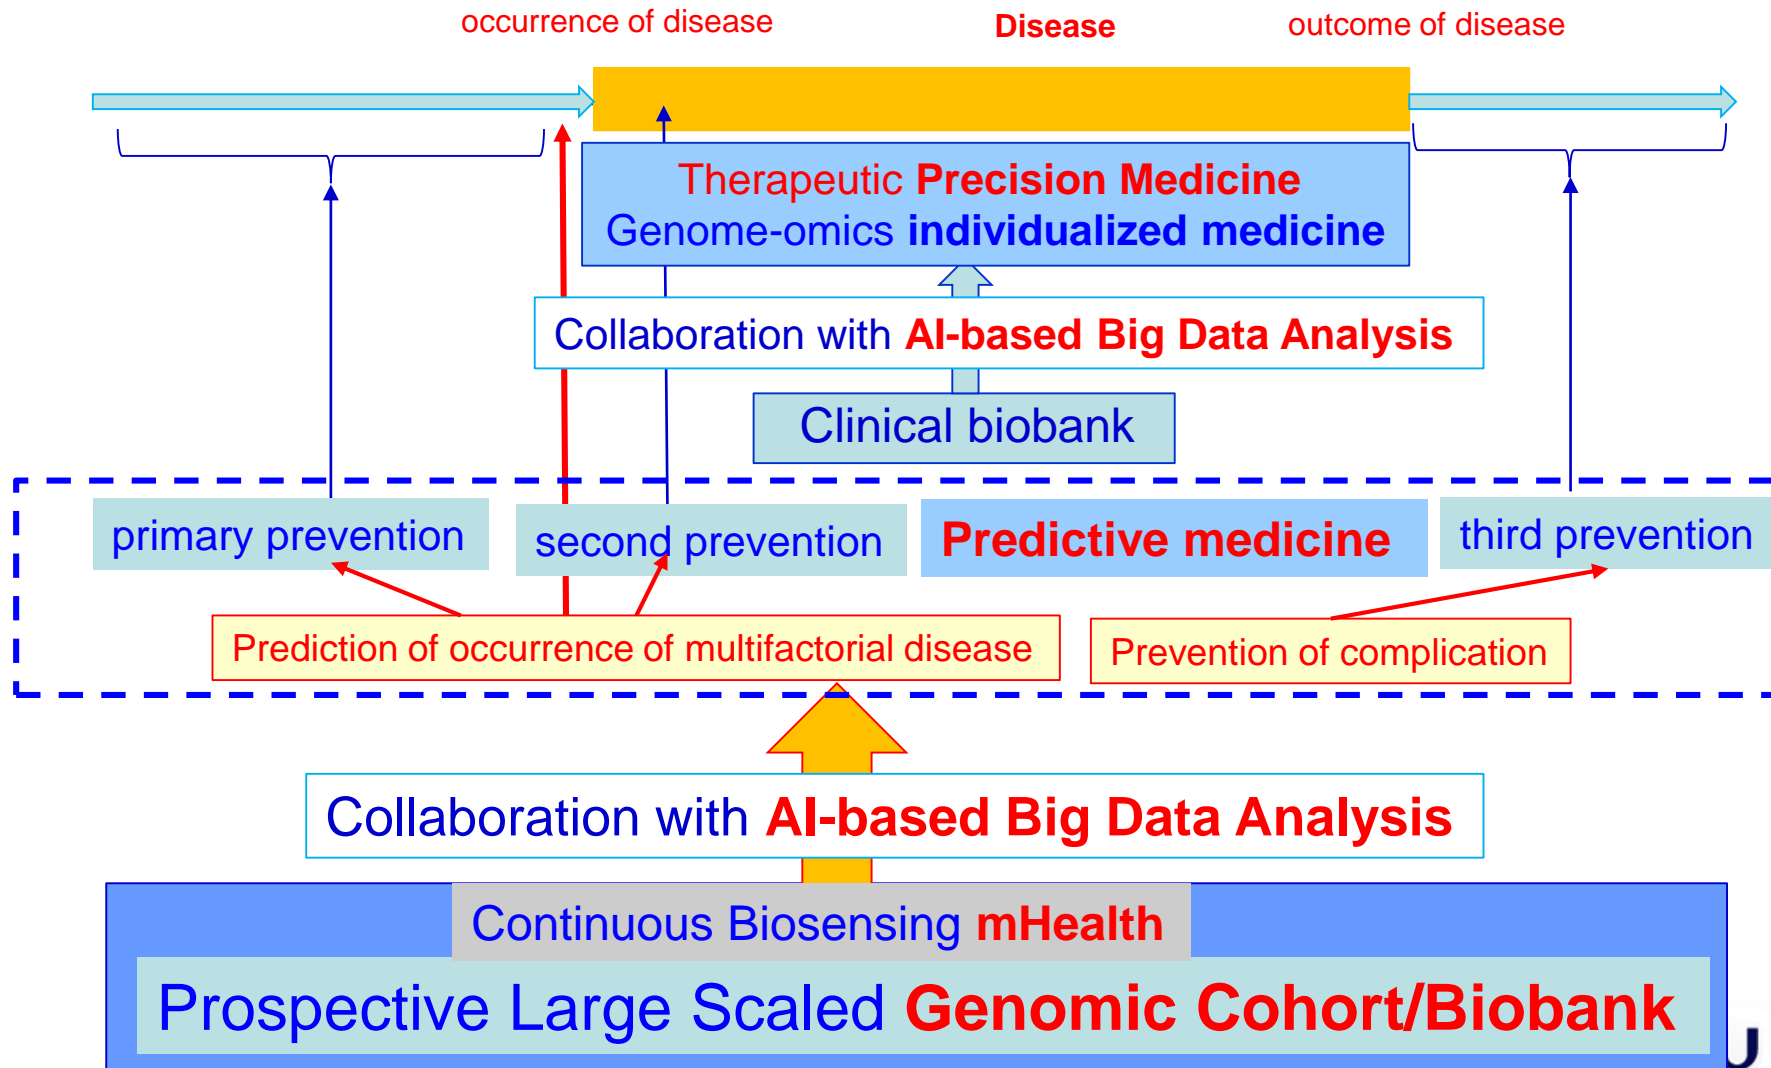 occurrence of disease
Disease
outcome of disease
Therapeutic Precision Medicine
Genome-omics individualized medicine
Collaboration with AI-based Big Data Analysis
Clinical biobank
primary prevention
second prevention
Predictive medicine
third prevention
Prediction of occurrence of multifactorial disease
Prevention of complication
Collaboration with AI-based Big Data Analysis
Continuous Biosensing mHealth
Prospective Large Scaled Genomic Cohort/Biobank